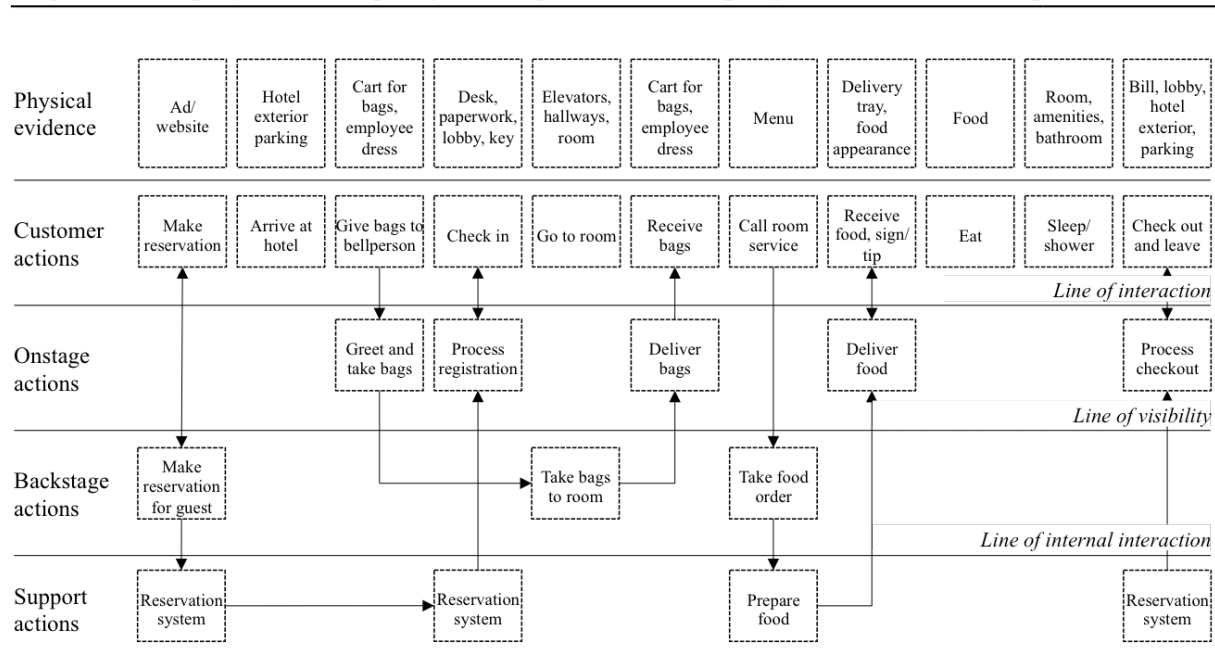 Physical
evidence
Ad/
website
Hotel
exterior
parking
Cart for
bags,
employee
dress
Desk,
paperwork,
lobby, key
Elevators,
hallways,
room
Cart for
bags,
employee
dress
Menu
Delivery
tray,
food
appearance
Food
Room,
amenities,
bathroom
Bill, lobby,
hotel
exterior,
parking
Customer
actions
Make
reservation
Arrive at
hotel
Give bags to
bellperson
Check in
Go to room
Receive
bags
Call room
service
Receive
food, sign/
tip
Eat
Sleep/
shower
Check out
and leave
Line of interaction
Onstage
actions
Greet and
take bags
Process
registration
Deliver
bags
Deliver
food
Process
checkout
Line of visibility
Backstage
actions
Make
reservation
for guest
Take bags
to room
Take food
order
Line of internal interaction
Support
actions
Reservation
system
Reservation
system
Prepare
food
Reservation
system